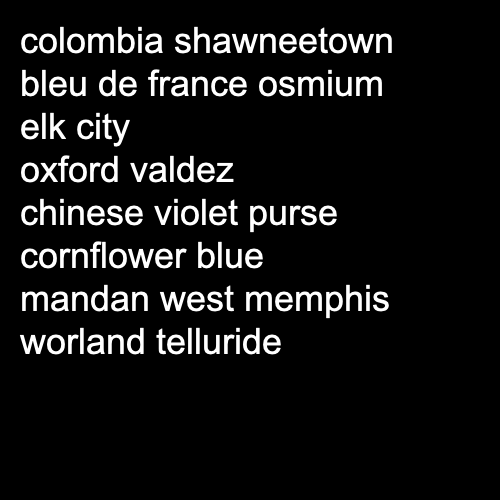 colombia shawneetown
bleu de france osmium
elk city
oxford valdez
chinese violet purse
cornflower blue
mandan west memphis
worland telluride